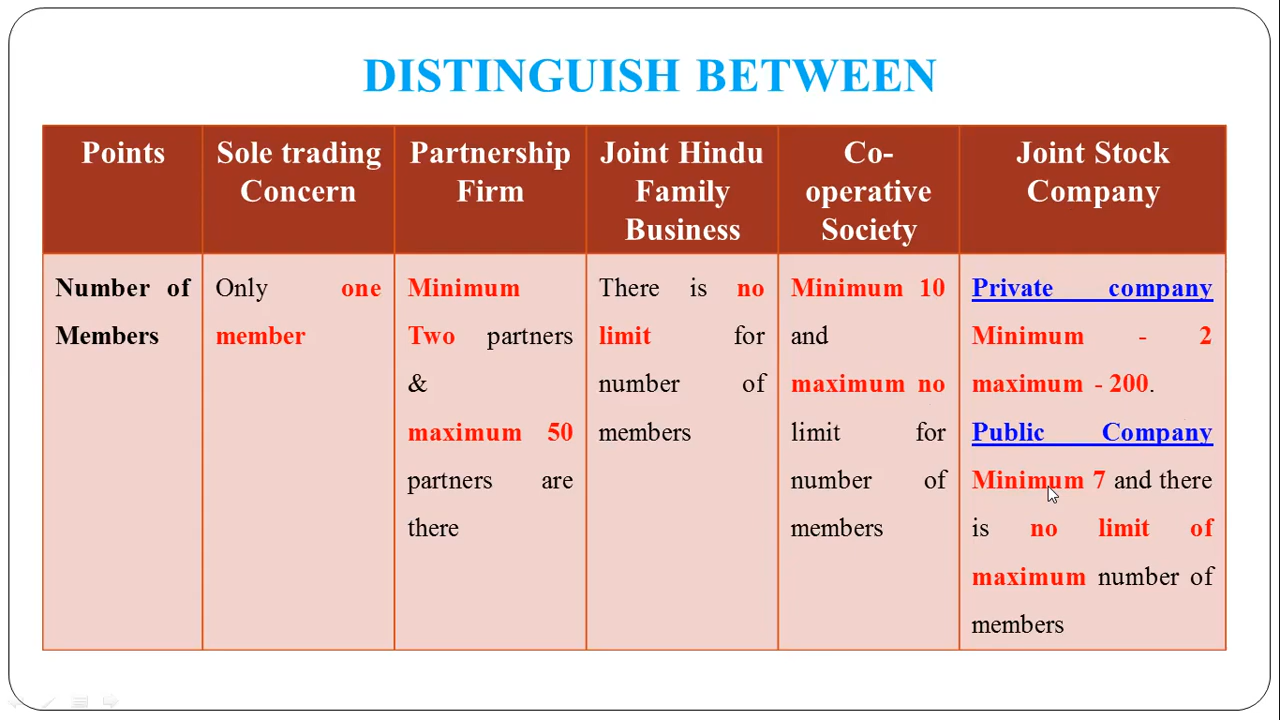 DISTINGUISH BETWEEN
Points
Sole trading
Concern
Partnership
Firm
Joint Hindu
Family
Business
Co-
operative
Society
Joint Stock
Company
Number of
Members
Only one
member
Minimum
Two partners
&
maximum 50
partners are
there
There is no
limit for
number of
members
Minimum 10
and
maximum no
limit for
number of
members
Private company
Minimum - 2
maximum - 200.
Public Company
Minimum 7 and there
is no limit of
maximum number of
members